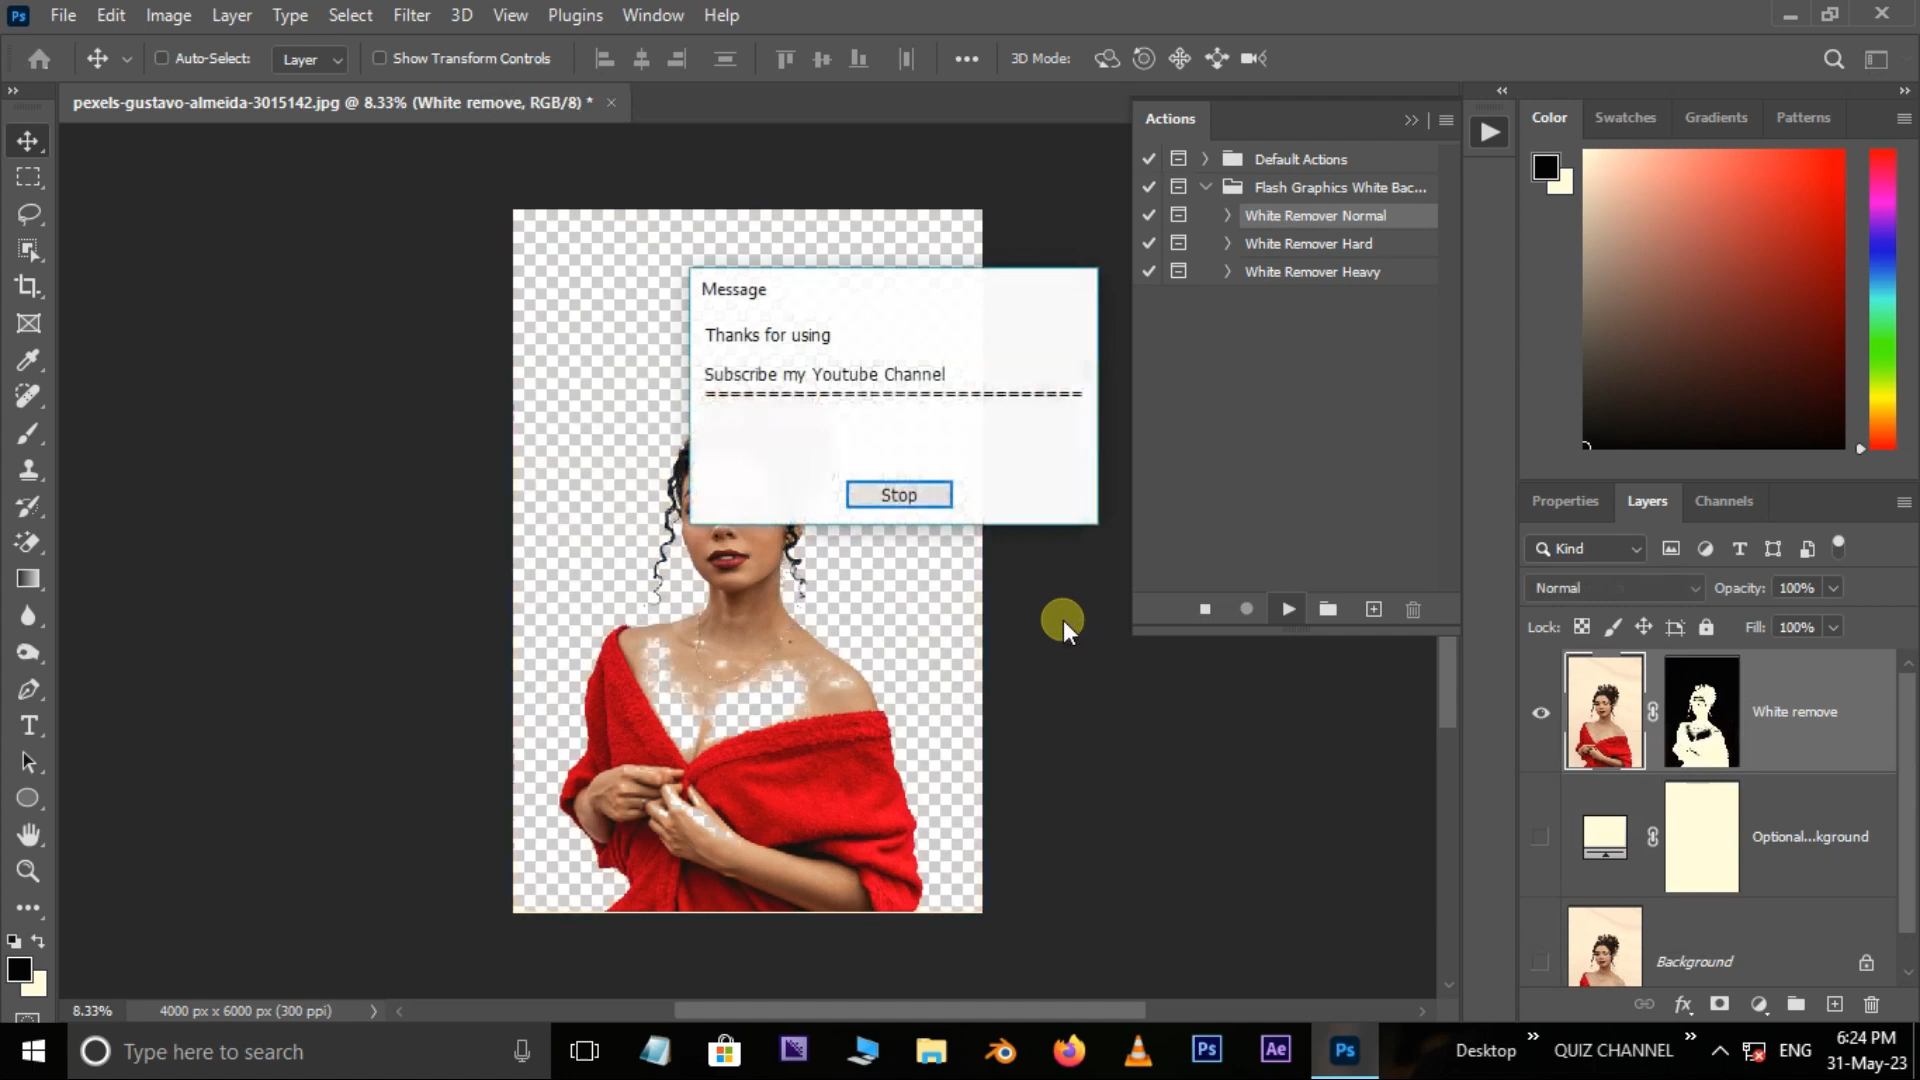 Ps File Edit Image Layer Type Select Filter 3D View Plugins Window Help
Auto-Select: Layer Show Transform Controls 3D Mode:
pexels-gustavo-almeida-3015142.jpg @ 8.33% (White remove, RGB/8) *
Actions
Default Actions
Flash Graphics White Bac...
White Remover Normal
White Remover Hard
White Remover Heavy
Message
Thanks for using
Subscribe my Youtube Channel
==============================
Stop
Color Swatches Gradients Patterns
Properties Layers Channels
Kind
Normal Opacity: 100%
Lock: Fill: 100%
White remove
Optional...kground
Background
fx
8.33% 4000 px x 6000 px (300 ppi)
Type here to search
Ps Ae Ps
Desktop QUIZ CHANNEL ENG
6:24 PM
31-May-23